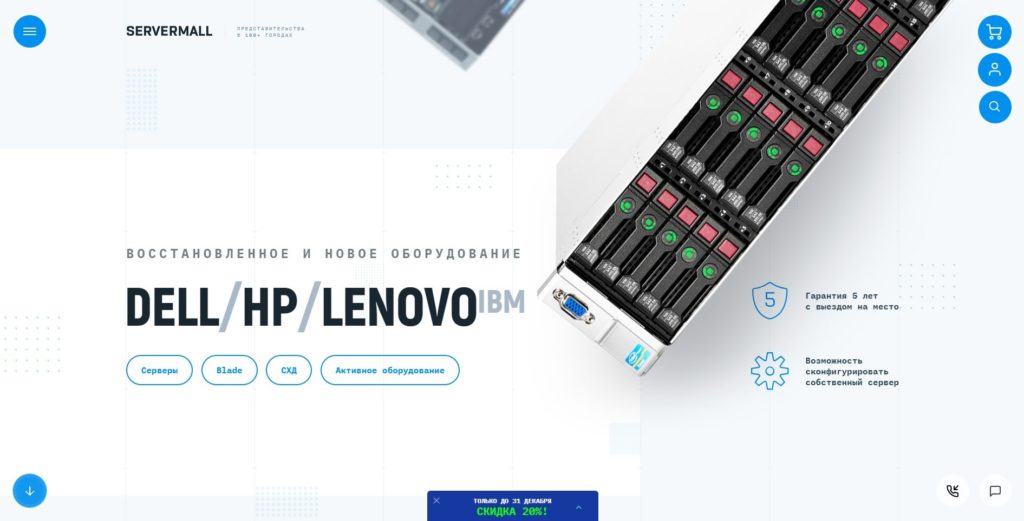 SERVERMALL
ПРЕДСТАВИТЕЛЬСТВА
В 100+ ГОРОДАХ
ВОССТАНОВЛЕННОЕ И НОВОЕ ОБОРУДОВАНИЕ
DELL/HP/LENOVO IBM
Серверы
Blade
СХД
Активное оборудование
5
Гарантия 5 лет
с выездом на место
Возможность
сконфигурировать
собственный сервер
ТОЛЬКО ДО 31 ДЕКАБРЯ
СКИДКА 20%!